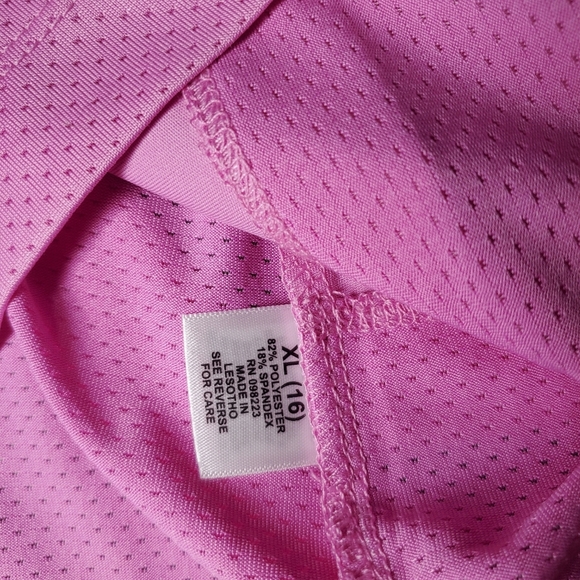 XL (16)
82% POLYESTER
18% SPANDEX
RN 098223
MADE IN
LESOTHO
SEE REVERSE
FOR CARE